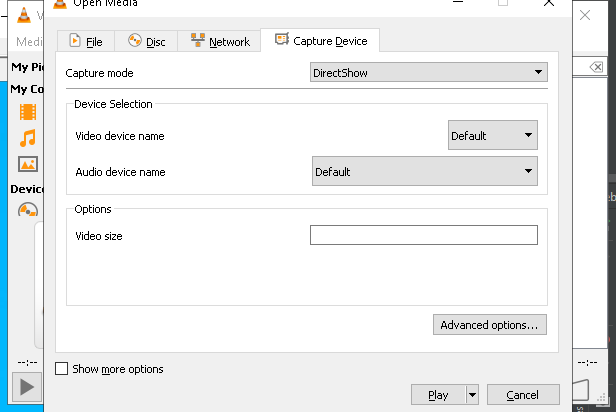 Open Media
V
Medi
File
Disc
Network
Capture Device
My Pi
My Co
Device
Capture mode
DirectShow
Device Selection
Video device name
Default
Audio device name
Default
Options
Video size
Advanced options...
--:--
Show more options
--:--
Play
Cancel